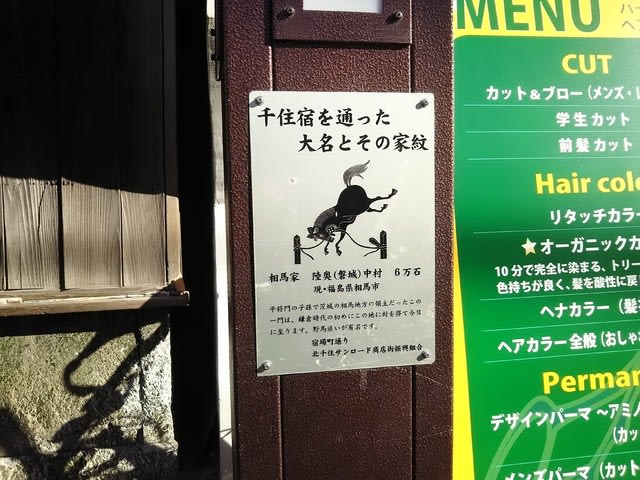 千住宿を通った
大名とその家紋
相馬家 陸奥(磐城)中村 6万石
現・福島県相馬市
平将門の子孫で茨城の相馬地方の領主だったこの
一門は、鎌倉時代の初めにこの地に封を得て今日
に至ります。野馬追いが有名です。
宿場町通り
北千住サンロード商店街振興組合
MENU
CUT
カット&ブロー(メンズ・
学生カット
前髪カット
Hair colo
リタッチカラー
オーガニックカ
10分で完全に染まる、トリー
色持ちが良く、髪を酸性に戻
ヘナカラー(髪
ヘアカラー全般(おしゃ
Perman
デザインパーマ〜アミノ
(カッ
メンズパーマ(カット